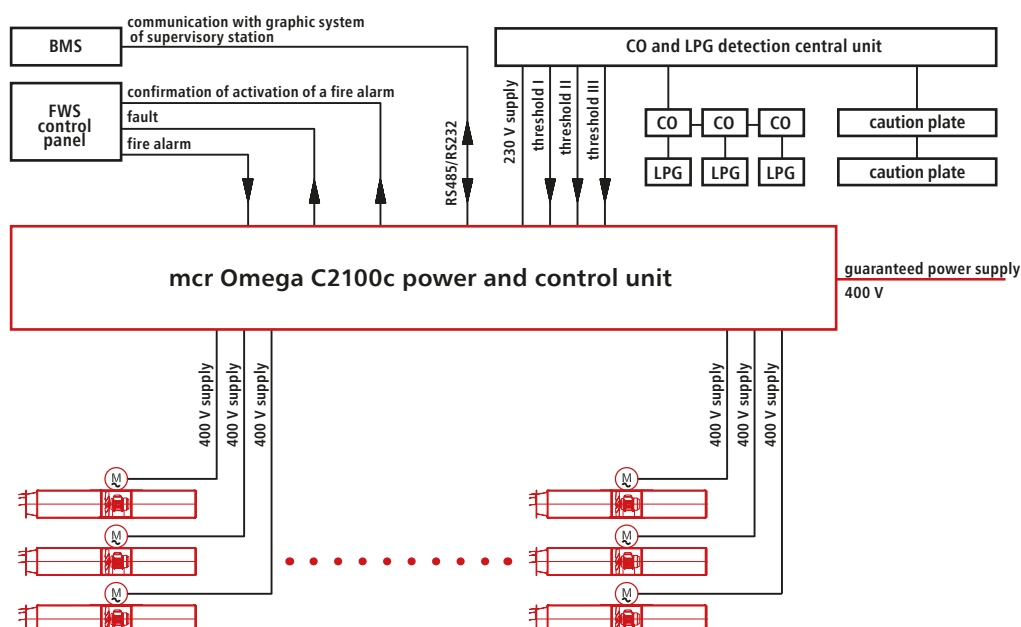 communication with graphic system
of supervisory station
BMS
CO and LPG detection central unit
FWS
control
panel
confirmation of activation of a fire alarm
fault
fire alarm
RS485/RS232
230 V supply
threshold I
threshold II
threshold III
CO
CO
CO
LPG
LPG
LPG
caution plate
caution plate
mcr Omega C2100c power and control unit
guaranteed power supply
400 V
400 V supply
400 V supply
400 V supply
400 V supply
400 V supply
400 V supply
M
M
M
M
M
M